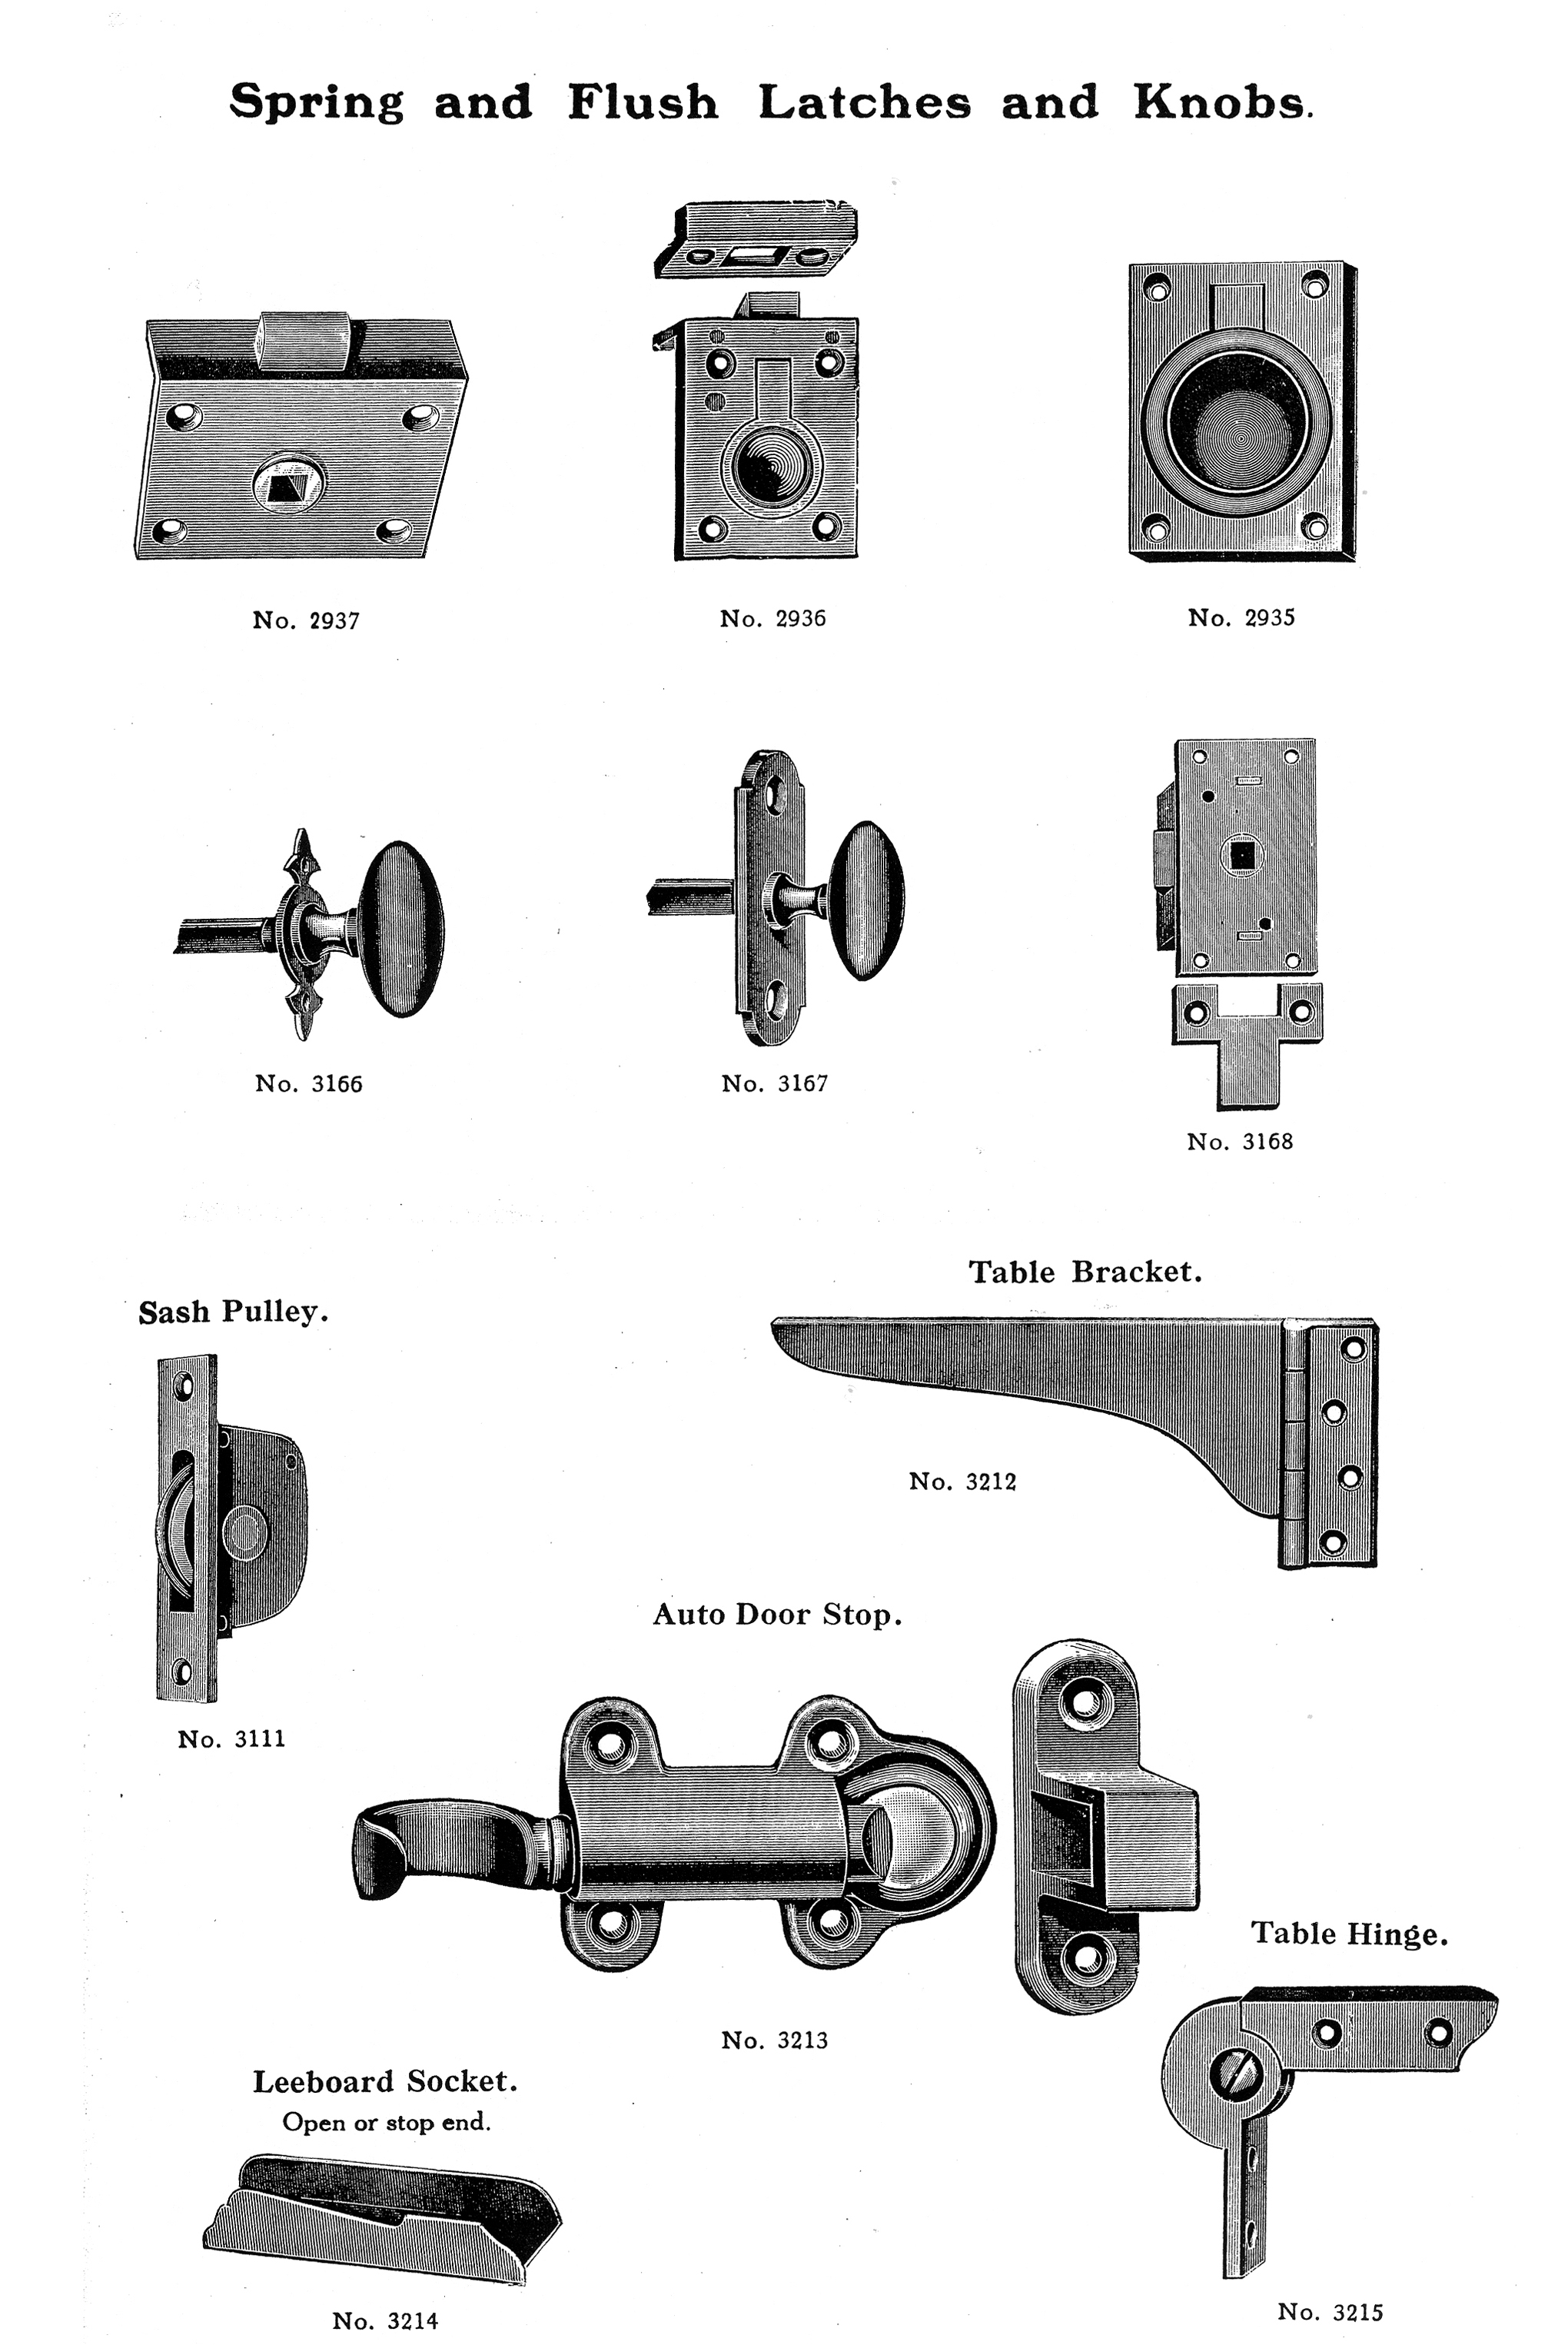 Spring and Flush Latches and Knobs.
No. 2937
No. 2936
No. 2935
No. 3166
No. 3167
No. 3168
Table Bracket.
Sash Pulley.
No. 3212
Auto Door Stop.
No. 3111
Table Hinge.
No. 3213
Leeboard Socket.
Open or stop end.
No. 3215
No. 3214